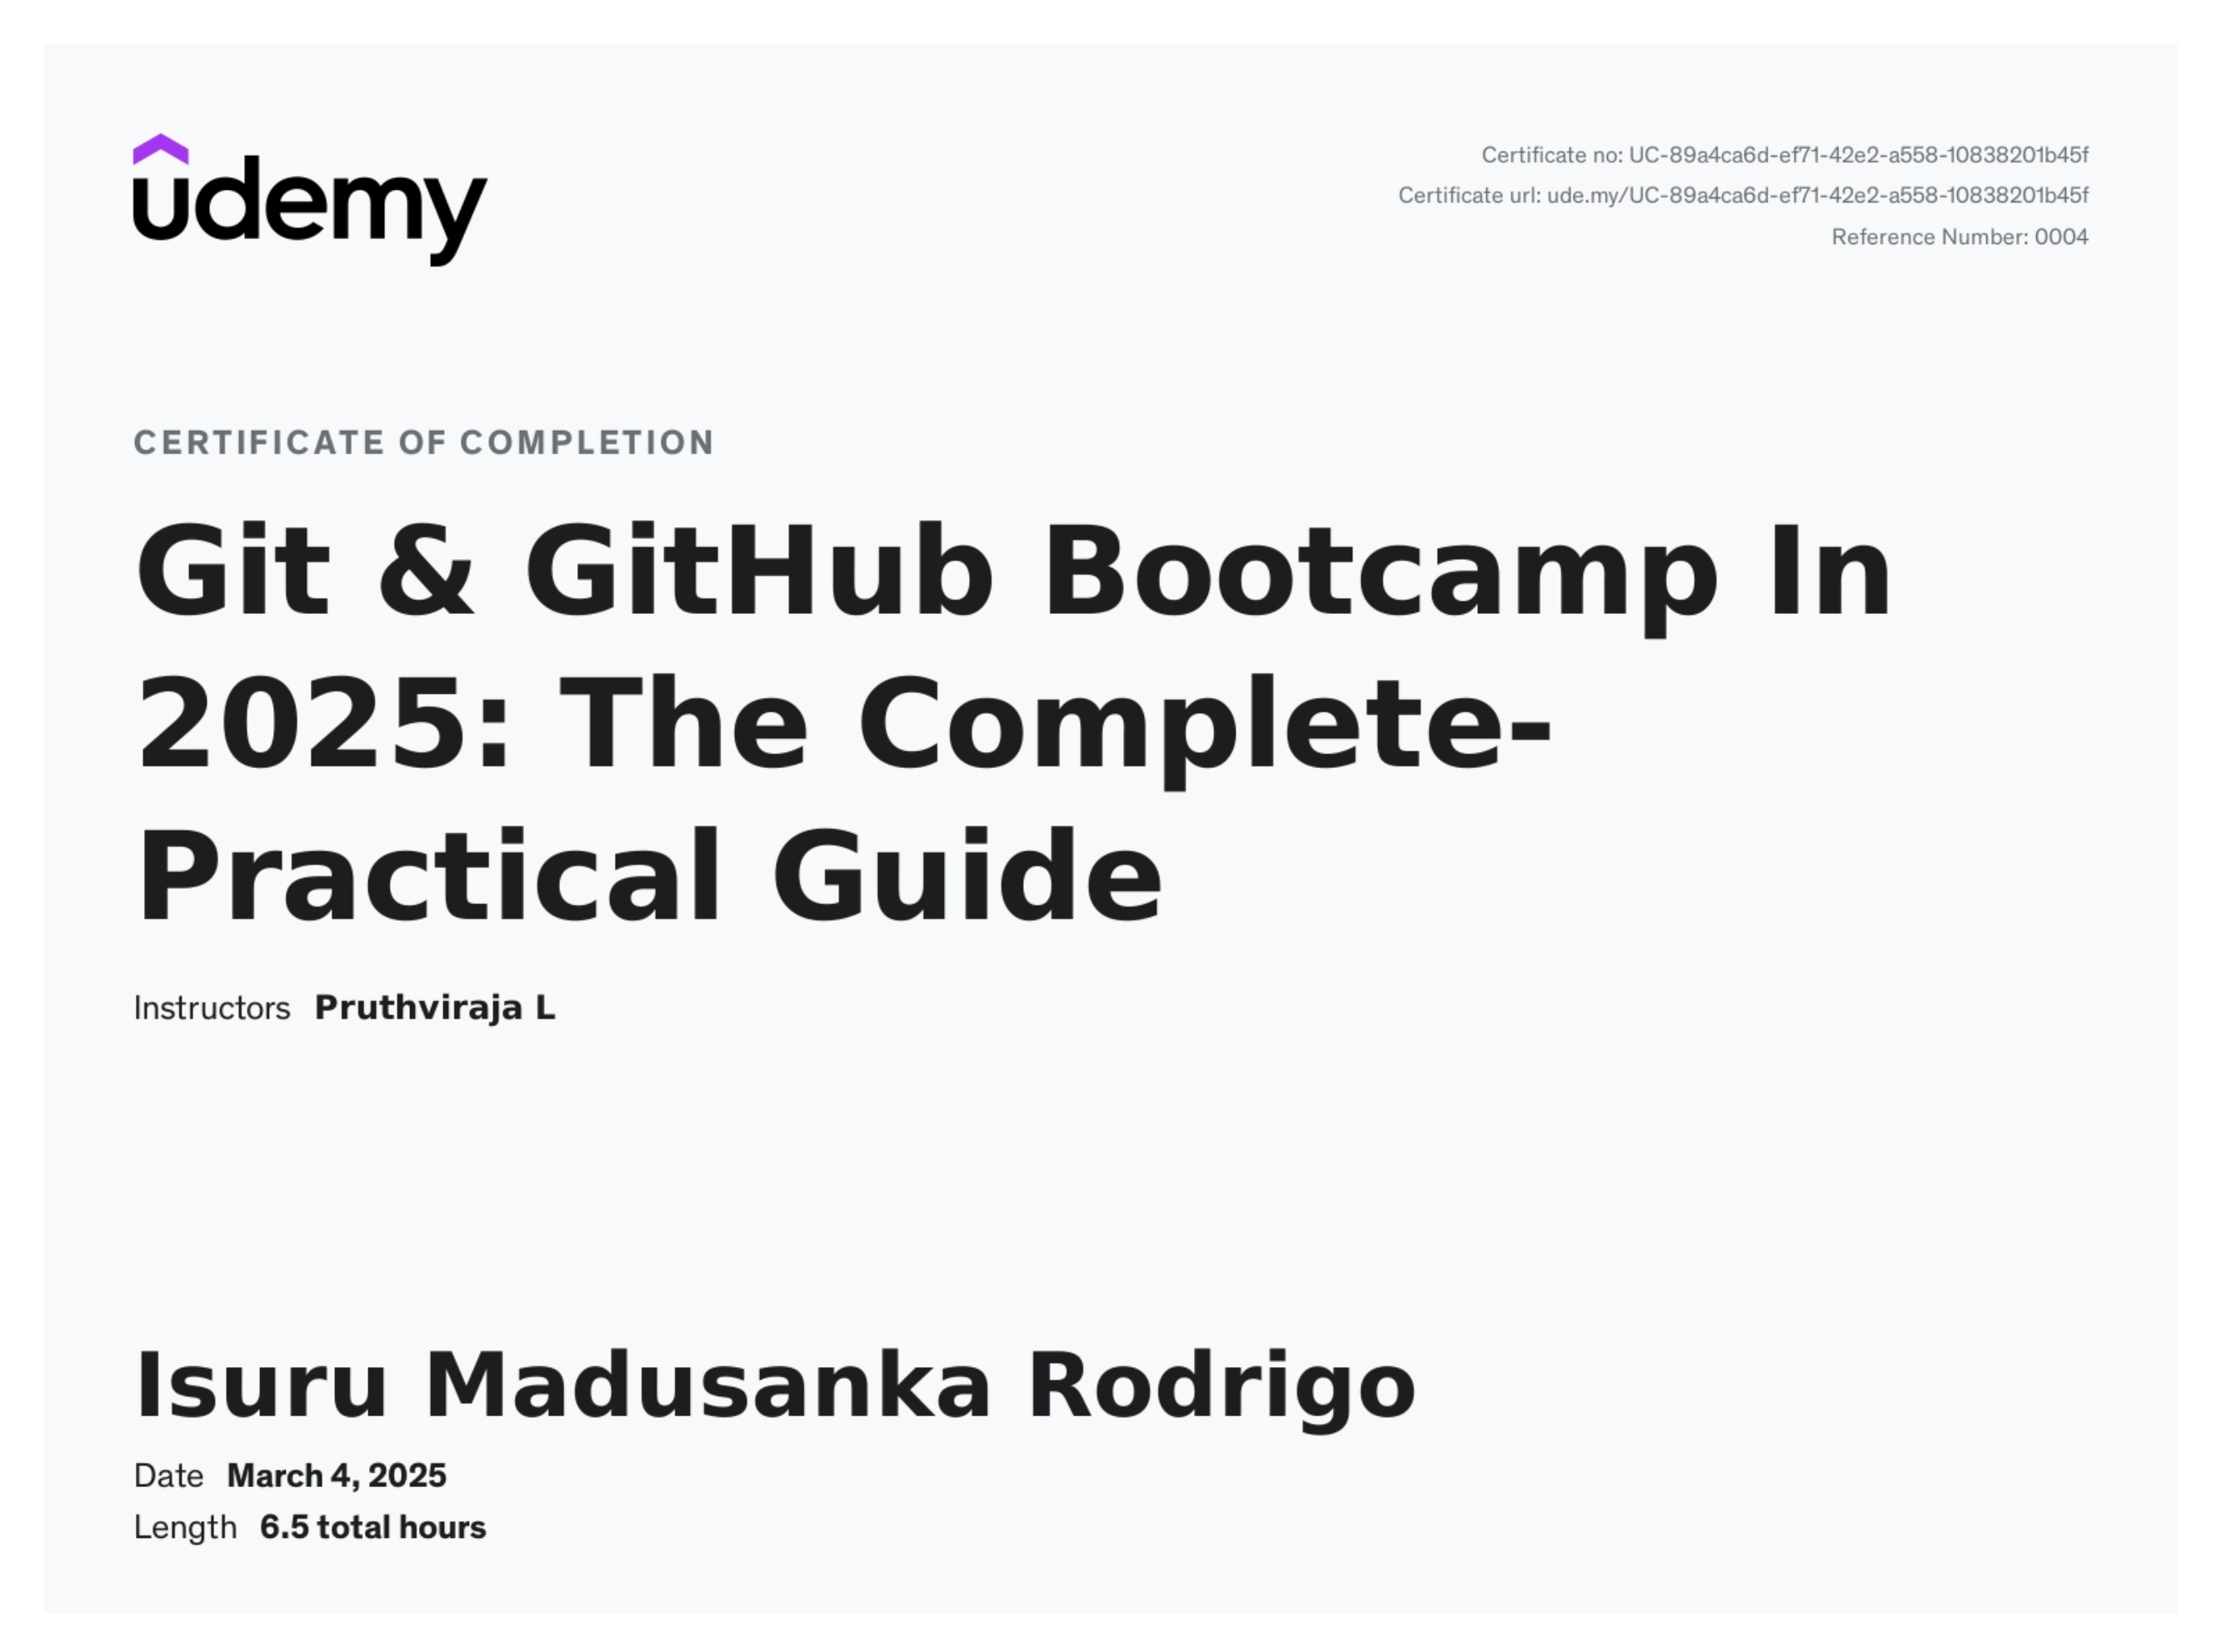 udemy
Certificate no: UC-89a4ca6d-ef71-42e2-a558-10838201b45f
Certificate url: ude.my/UC-89a4ca6d-ef71-42e2-a558-10838201b45f
Reference Number: 0004
CERTIFICATE OF COMPLETION
Git & GitHub Bootcamp In
2025: The Complete-
Practical Guide
Instructors Pruthviraja L
Isuru Madusanka Rodrigo
Date March 4, 2025
Length 6.5 total hours